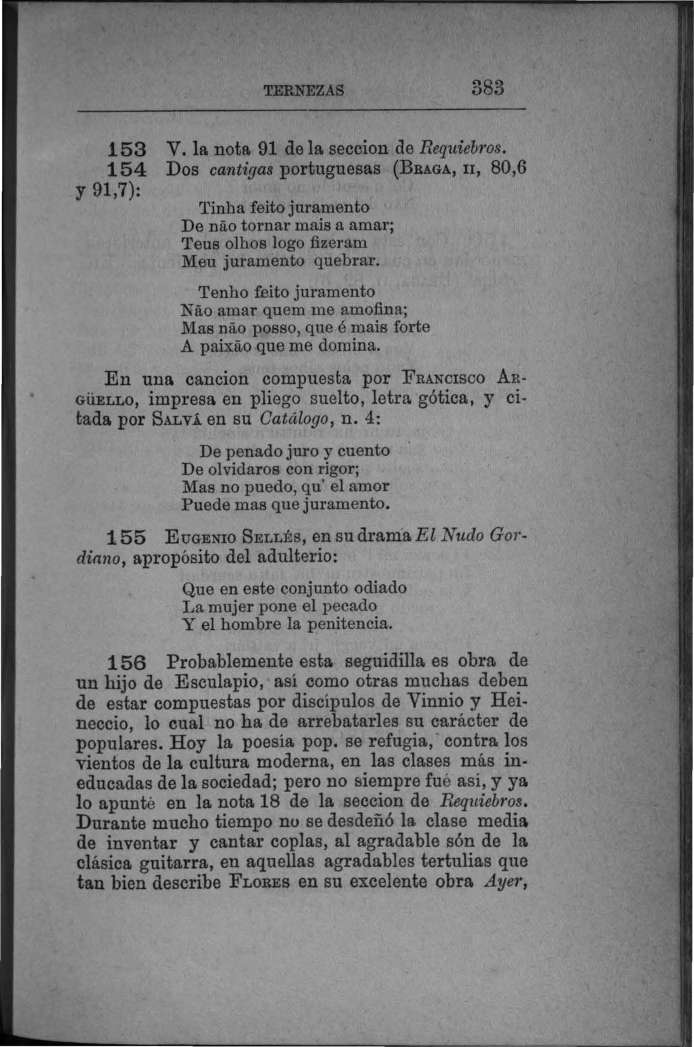 TERNEZAS 383
153 V. la nota 91 de la seccion de Requiebros.
154 Dos cantigas portuguesas (BRAGA, II, 80,6
y 91,7):
Tinha feito juramento
De não tornar mais a amar;
Teus olhos logo fizeram
Meu juramento quebrar.
Tenho feito juramento
Não amar quem me amofina;
Mas não posso, que é mais forte
A paixão que me domina.
En una cancion compuesta por FRANCISCO AR-
GÜELLO, impresa en pliego suelto, letra gótica, y ci-
tada por SALVÁ en su Catálogo, n. 4:
De penado juro y cuento
De olvidaros con rigor;
Mas no puedo, qu' el amor
Puede mas que juramento.
155 EUGENIO SELLÉS, en su drama El Nudo Gor-
diano, apropósito del adulterio:
Que en este conjunto odiado
La mujer pone el pecado
Y el hombre la penitencia.
156 Probablemente esta seguidilla es obra de
un hijo de Esculapio, así como otras muchas deben
de estar compuestas por discípulos de Vinnio y Hei-
neccio, lo cual no ha de arrebatarles su carácter de
populares. Hoy la poesía pop. se refugia, contra los
vientos de la cultura moderna, en las clases más in-
educadas de la sociedad; pero no siempre fué así, y ya
lo apunté en la nota 18 de la seccion de Requiebros.
Durante mucho tiempo no se desdeñó la clase media
de inventar y cantar coplas, al agradable són de la
clásica guitarra, en aquellas agradables tertulias que
tan bien describe FLORES en su excelente obra Ayer,